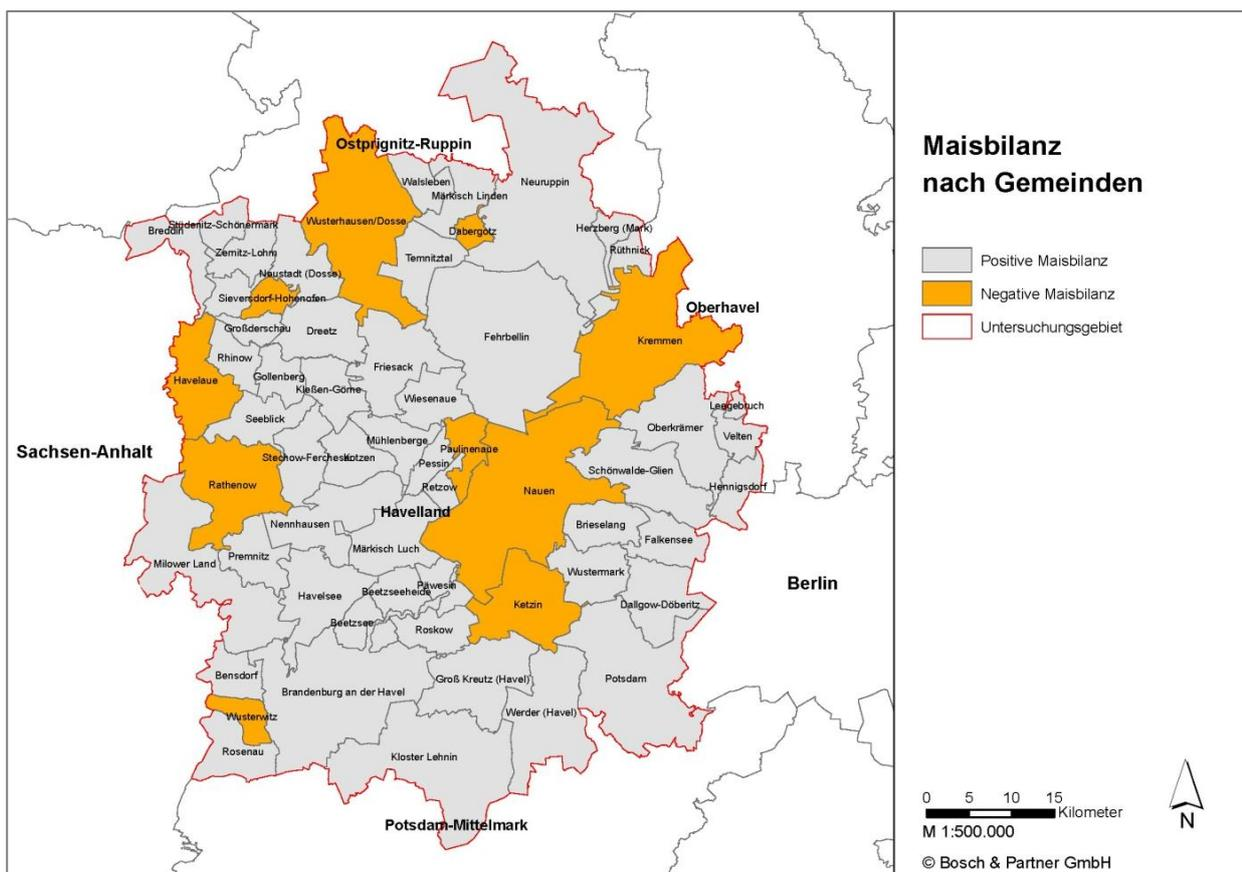 Maisbilanz
nach Gemeinden
Positive Maisbilanz
Negative Maisbilanz
Untersuchungsgebiet
Ostprignitz-Ruppin
Walsleben
Märkisch Linden
Neuruppin
Wusterhausen/Dosse
Dabergotz
Herzberg (Mark)
Rüthnick
Stüdenitz-Schönermark
Breddin
Zernitz-Lohm
Temnitztal
Neustadt (Dosse)
Sieversdorf-Hohenofen
Oberhavel
Großderschau
Dreetz
Fehrbellin
Kremmen
Rhinow
Friesack
Havelaue
Gollenberg
Kleßen-Görne
Wiesenaue
Leegebruch
Seeblick
Oberkrämer
Velten
Mühlenberge
Paulinenaue
Sachsen-Anhalt
Stechow-Ferchesar
Kotzen
Pessin
Schönwalde-Glien
Rathenow
Retzow
Nauen
Hennigsdorf
Havelland
Nennhausen
Brieselang
Falkensee
Märkisch Luch
Milower Land
Premnitz
Wustermark
Berlin
Havelsee
Beetzseeheide
Päwesin
Ketzin
Dallgow-Döberitz
Beetzsee
Roskow
Bensdorf
Brandenburg an der Havel
Groß Kreutz (Havel)
Potsdam
Wusterwitz
Werder (Havel)
Rosenau
Kloster Lehnin
Potsdam-Mittelmark
0 5 10 15
Kilometer
M 1:500.000
N
© Bosch & Partner GmbH